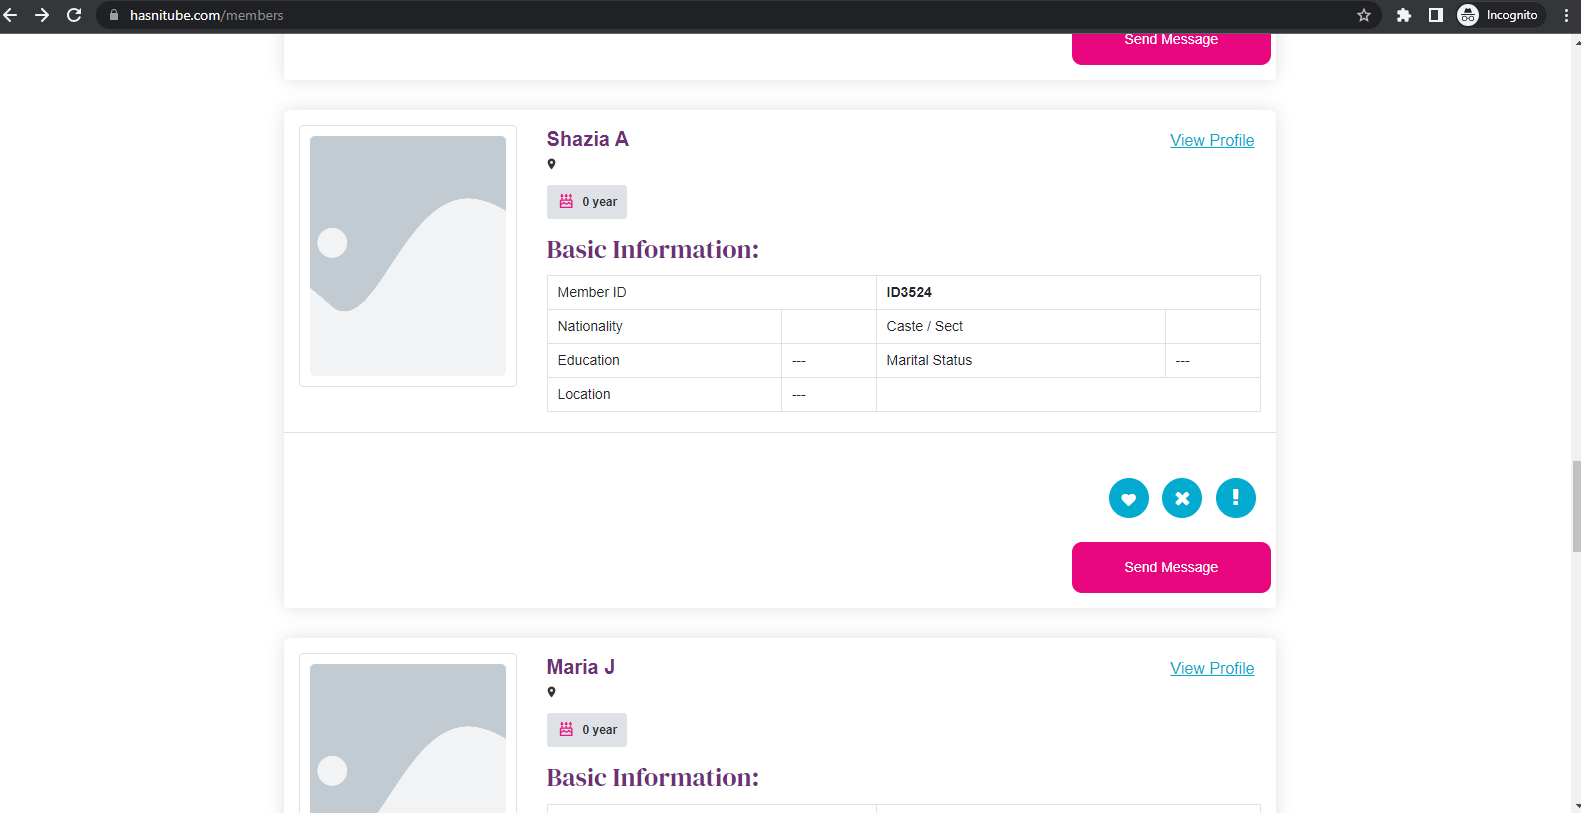 hasnitube.com/members
Incognito
Send Message
Shazia A
View Profile
0 year
Basic Information:
Member ID ID3524
Nationality Caste / Sect
Education --- Marital Status ---
Location ---
Send Message
Maria J
View Profile
0 year
Basic Information: